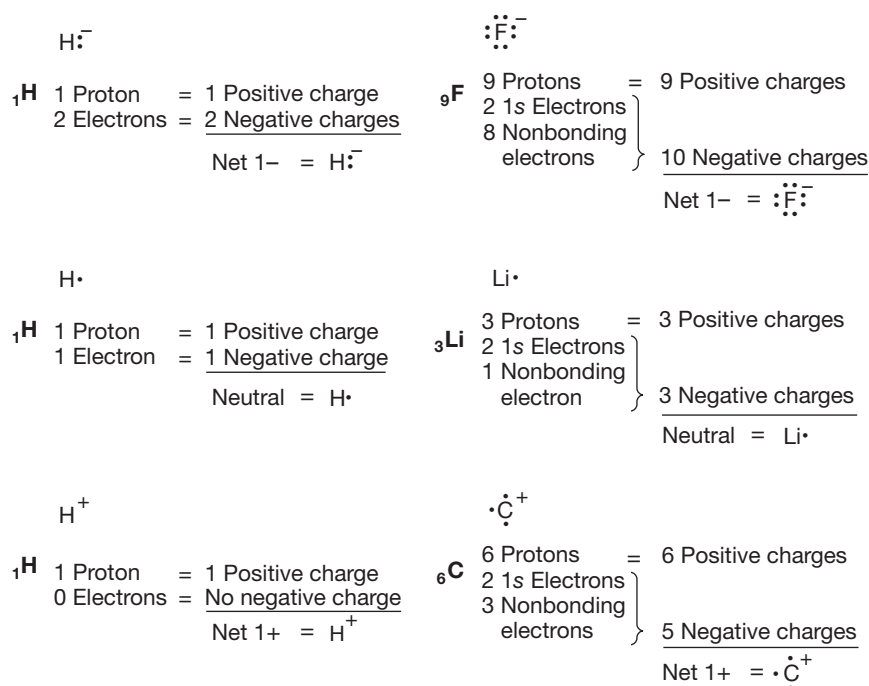 H:⁻
₁H 1 Proton = 1 Positive charge
2 Electrons = 2 Negative charges
Net 1– = H:⁻
:F̤̈:⁻
₉F 9 Protons = 9 Positive charges
2 1s Electrons
8 Nonbonding
electrons
10 Negative charges
Net 1– = :F̤̈:⁻
H•
₁H 1 Proton = 1 Positive charge
1 Electron = 1 Negative charge
Neutral = H•
Li•
₃Li 3 Protons = 3 Positive charges
2 1s Electrons
1 Nonbonding
electron
3 Negative charges
Neutral = Li•
H⁺
₁H 1 Proton = 1 Positive charge
0 Electrons = No negative charge
Net 1+ = H⁺
•Ċ̣⁺
₆C 6 Protons = 6 Positive charges
2 1s Electrons
3 Nonbonding
electrons
5 Negative charges
Net 1+ = •Ċ̣⁺